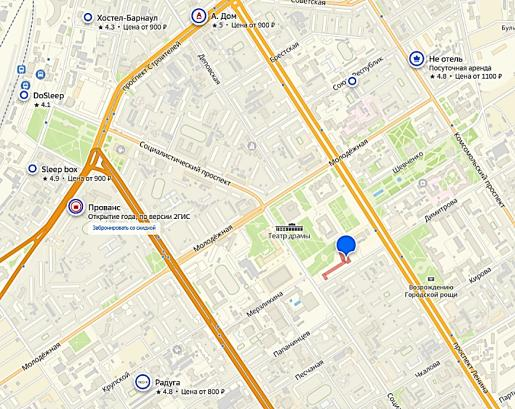 Советская
Хостел-Барнаул
★ 4.3 • Цена от 900 ₽
А. Дом
★ 5 • Цена от 900 ₽
проспект Строителей
Брестская
Деповская
Союза Республик
Не отель
Посуточная аренда
★ 4.8 • Цена от 1100 ₽
DoSleep
★ 4.1
Социалистический проспект
Молодёжная
Шевченко
Комсомольский проспект
Sleep box
★ 4.9 • Цена от 900 ₽
Прованс
Открытие года, по версии 2ГИС
Забронировать со скидкой
Димитрова
Театр драмы
Молодёжная
Кирова
Возрождению
Городской рощи
Мерзликина
Папанинцев
проспект Ленина
Молодёжная
Песчаная
Чкалова
Крупской
Радуга
★ 4.8 • Цена от 800 ₽